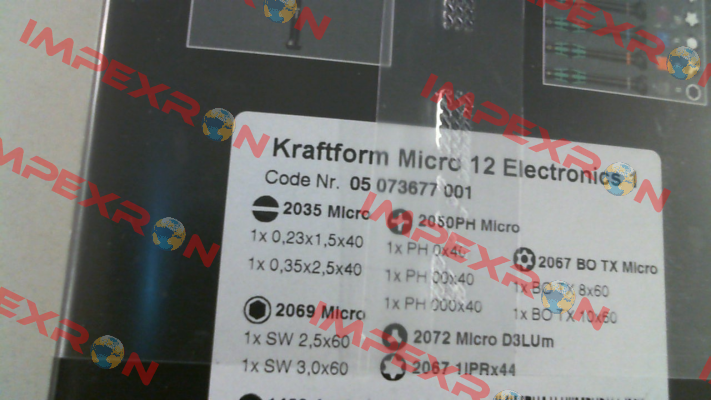 Kraftform Micro 12 Electronics 1
Code Nr. 05 073677 001
2035 Micro
1x 0,23x1,5x40
1x 0,35x2,5x40
2069 Micro
1x SW 2,5x60
1x SW 3,0x60
2050PH Micro
1x PH 0x40
1x PH 00x40
1x PH 000x40
2072 Micro D3LUm
2067 1IPRx44
2067 BO TX Micro
1x BO TX 8x60
1x BO TX 10x60
IMPEXRON
IMPEXRON
IMPEXRON
IMPEXRON
IMPEXRON
IMPEXRON
IMPEXRON